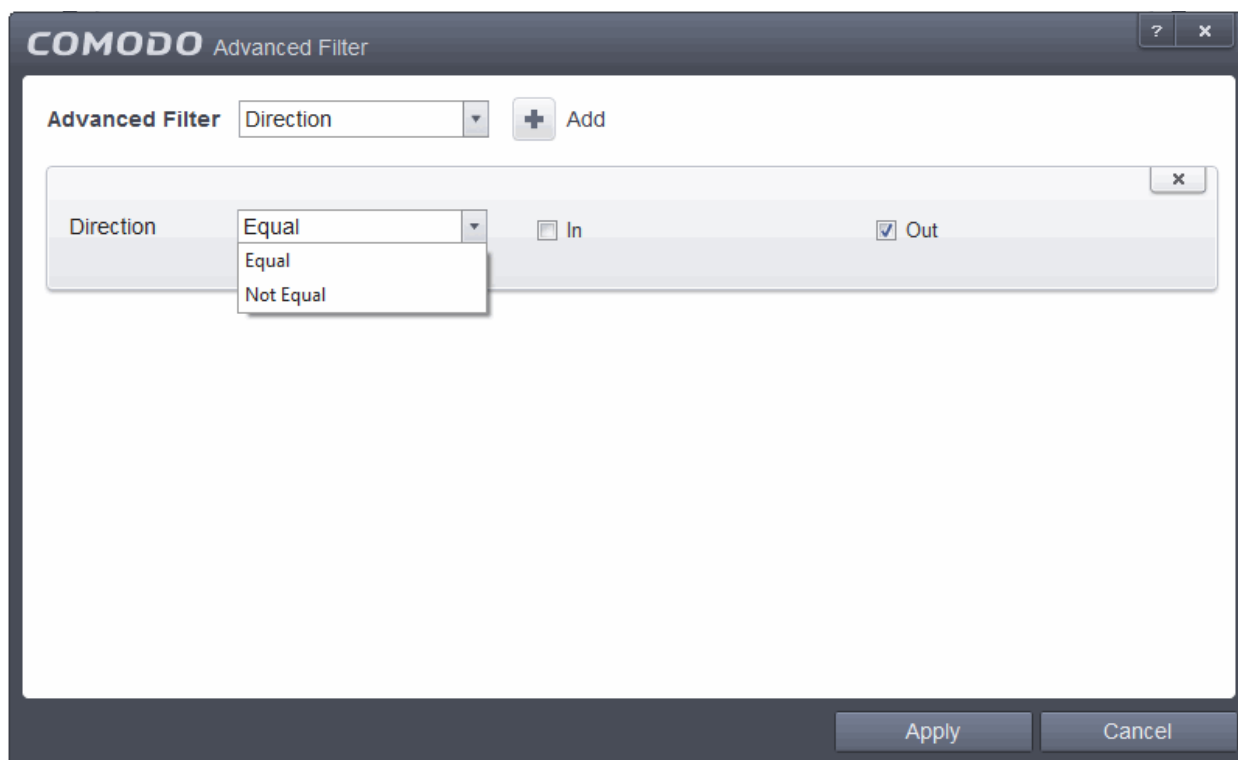 COMODO Advanced Filter ? x
Advanced Filter Direction + Add
x
Direction Equal In Out
Equal
Not Equal
Apply Cancel